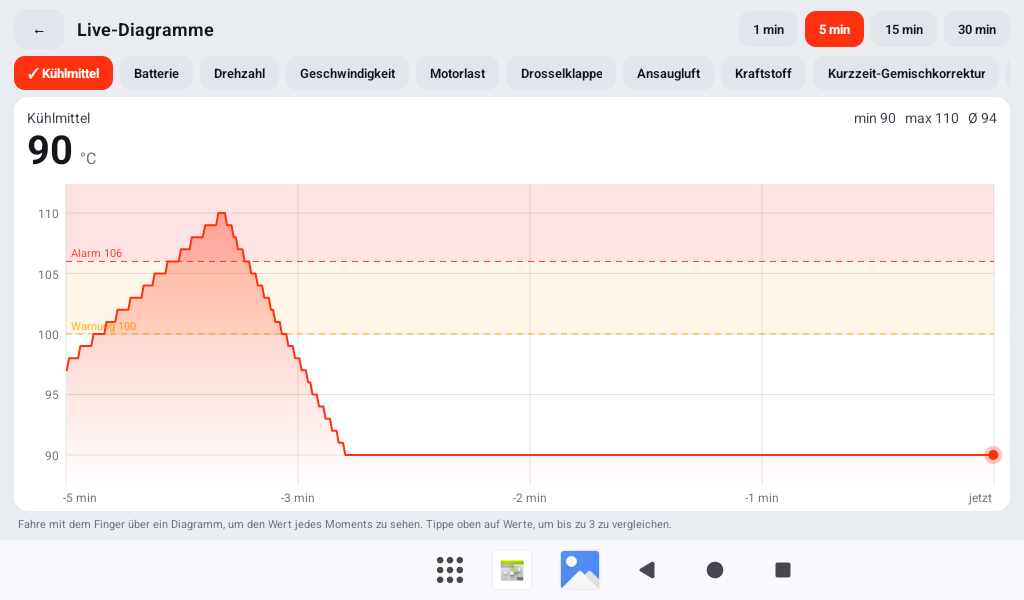 ←
Live-Diagramme
1 min
5 min
15 min
30 min
✓ Kühlmittel
Batterie
Drehzahl
Geschwindigkeit
Motorlast
Drosselklappe
Ansaugluft
Kraftstoff
Kurzzeit-Gemischkorrektur
Kühlmittel
min 90 max 110 Ø 94
90 °C
110
Alarm 106
105
Warnung 100
100
95
90
-5 min
-3 min
-2 min
-1 min
jetzt
Fahre mit dem Finger über ein Diagramm, um den Wert jedes Moments zu sehen. Tippe oben auf Werte, um bis zu 3 zu vergleichen.